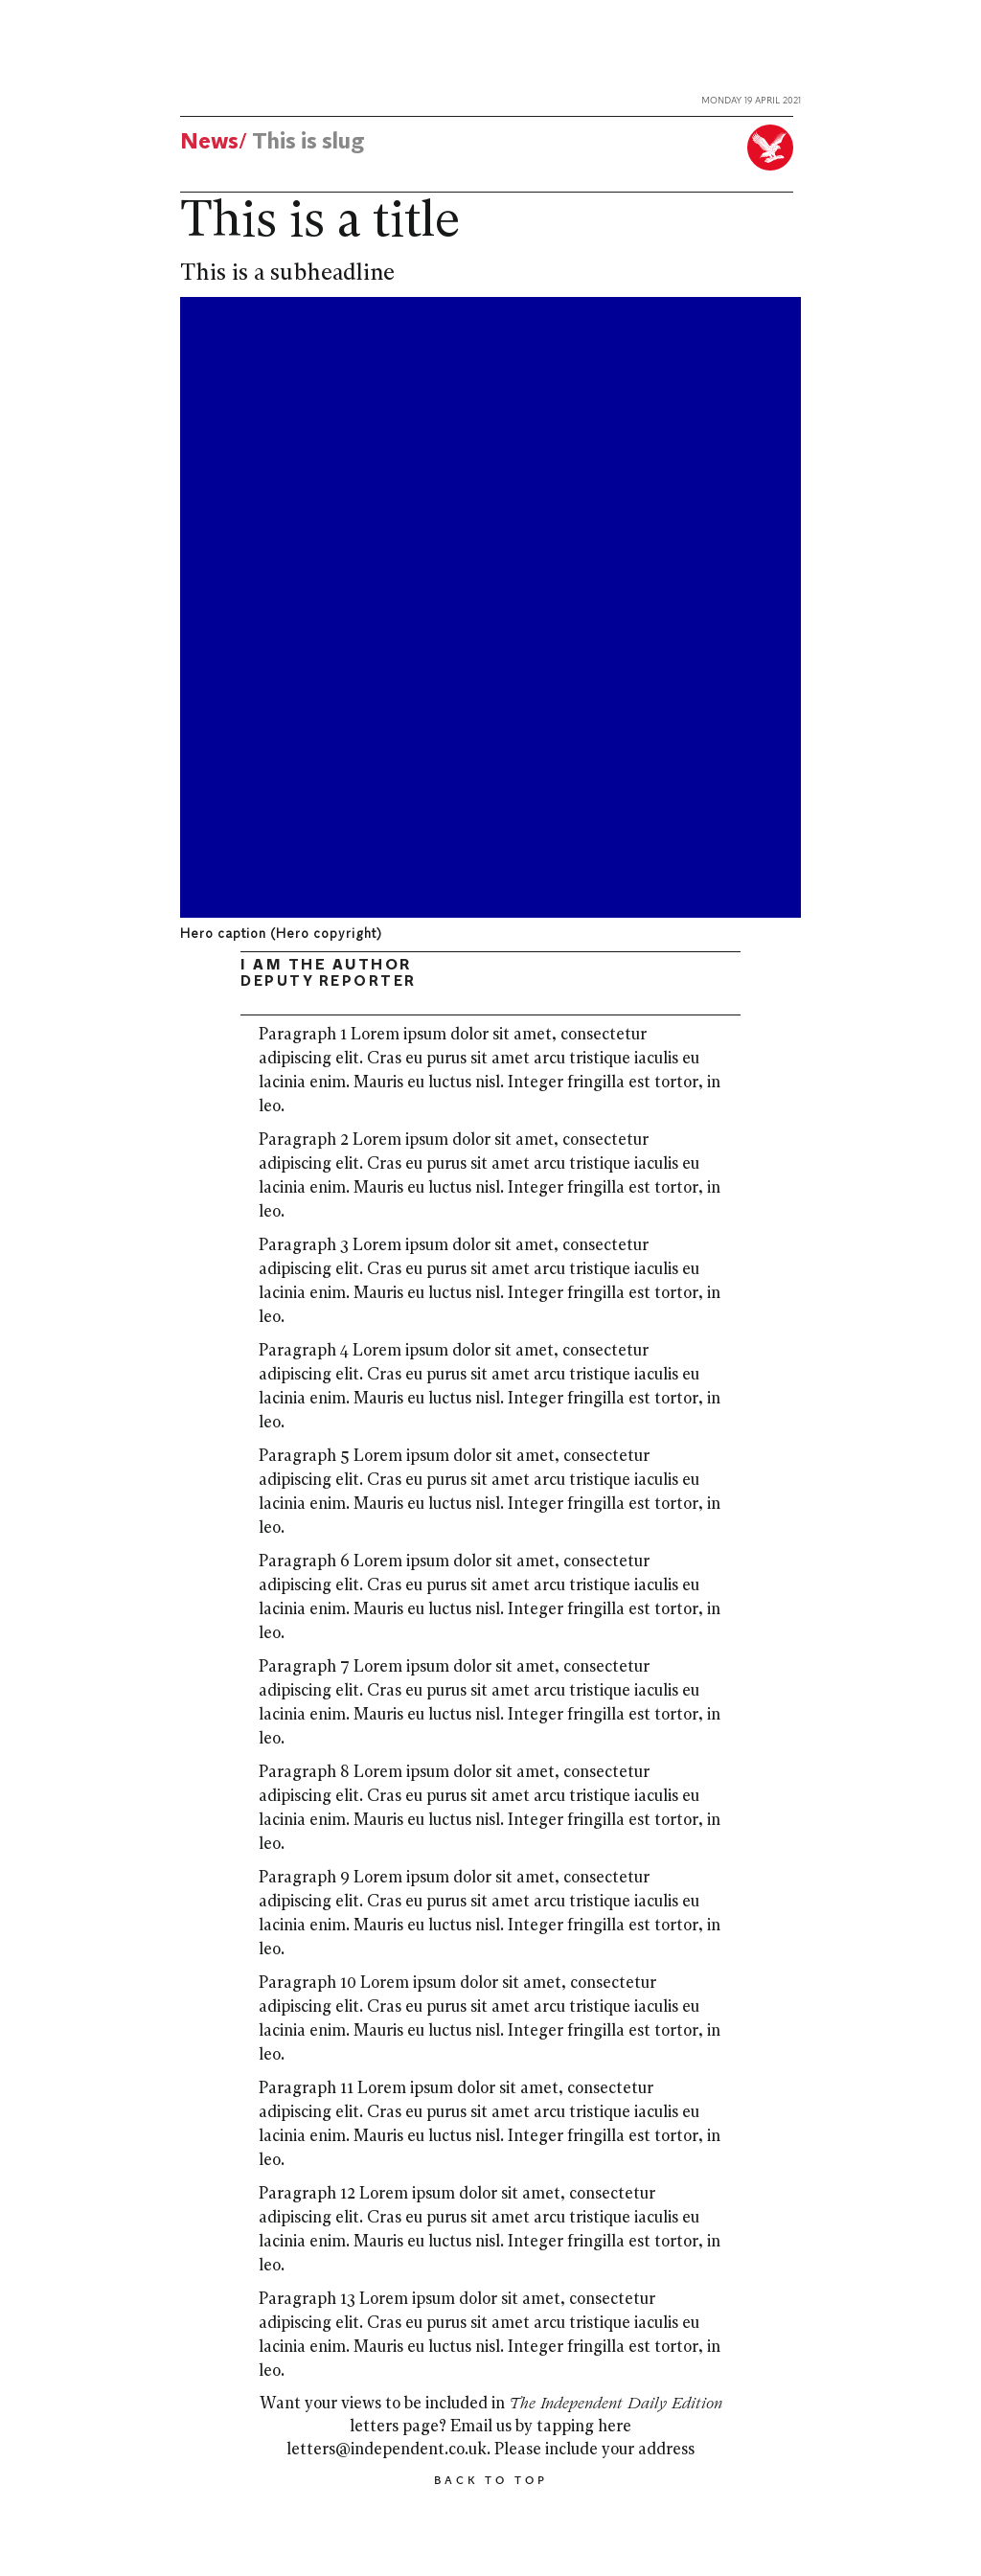 MONDAY 19 APRIL 2021
News/ This is slug
This is a title
This is a subheadline
Hero caption (Hero copyright)
I AM THE AUTHOR
DEPUTY REPORTER
Paragraph 1 Lorem ipsum dolor sit amet, consectetur
adipiscing elit. Cras eu purus sit amet arcu tristique iaculis eu
lacinia enim. Mauris eu luctus nisl. Integer fringilla est tortor, in
leo.
Paragraph 2 Lorem ipsum dolor sit amet, consectetur
adipiscing elit. Cras eu purus sit amet arcu tristique iaculis eu
lacinia enim. Mauris eu luctus nisl. Integer fringilla est tortor, in
leo.
Paragraph 3 Lorem ipsum dolor sit amet, consectetur
adipiscing elit. Cras eu purus sit amet arcu tristique iaculis eu
lacinia enim. Mauris eu luctus nisl. Integer fringilla est tortor, in
leo.
Paragraph 4 Lorem ipsum dolor sit amet, consectetur
adipiscing elit. Cras eu purus sit amet arcu tristique iaculis eu
lacinia enim. Mauris eu luctus nisl. Integer fringilla est tortor, in
leo.
Paragraph 5 Lorem ipsum dolor sit amet, consectetur
adipiscing elit. Cras eu purus sit amet arcu tristique iaculis eu
lacinia enim. Mauris eu luctus nisl. Integer fringilla est tortor, in
leo.
Paragraph 6 Lorem ipsum dolor sit amet, consectetur
adipiscing elit. Cras eu purus sit amet arcu tristique iaculis eu
lacinia enim. Mauris eu luctus nisl. Integer fringilla est tortor, in
leo.
Paragraph 7 Lorem ipsum dolor sit amet, consectetur
adipiscing elit. Cras eu purus sit amet arcu tristique iaculis eu
lacinia enim. Mauris eu luctus nisl. Integer fringilla est tortor, in
leo.
Paragraph 8 Lorem ipsum dolor sit amet, consectetur
adipiscing elit. Cras eu purus sit amet arcu tristique iaculis eu
lacinia enim. Mauris eu luctus nisl. Integer fringilla est tortor, in
leo.
Paragraph 9 Lorem ipsum dolor sit amet, consectetur
adipiscing elit. Cras eu purus sit amet arcu tristique iaculis eu
lacinia enim. Mauris eu luctus nisl. Integer fringilla est tortor, in
leo.
Paragraph 10 Lorem ipsum dolor sit amet, consectetur
adipiscing elit. Cras eu purus sit amet arcu tristique iaculis eu
lacinia enim. Mauris eu luctus nisl. Integer fringilla est tortor, in
leo.
Paragraph 11 Lorem ipsum dolor sit amet, consectetur
adipiscing elit. Cras eu purus sit amet arcu tristique iaculis eu
lacinia enim. Mauris eu luctus nisl. Integer fringilla est tortor, in
leo.
Paragraph 12 Lorem ipsum dolor sit amet, consectetur
adipiscing elit. Cras eu purus sit amet arcu tristique iaculis eu
lacinia enim. Mauris eu luctus nisl. Integer fringilla est tortor, in
leo.
Paragraph 13 Lorem ipsum dolor sit amet, consectetur
adipiscing elit. Cras eu purus sit amet arcu tristique iaculis eu
lacinia enim. Mauris eu luctus nisl. Integer fringilla est tortor, in
leo.
Want your views to be included in The Independent Daily Edition
letters page? Email us by tapping here
letters@independent.co.uk. Please include your address
BACK TO TOP